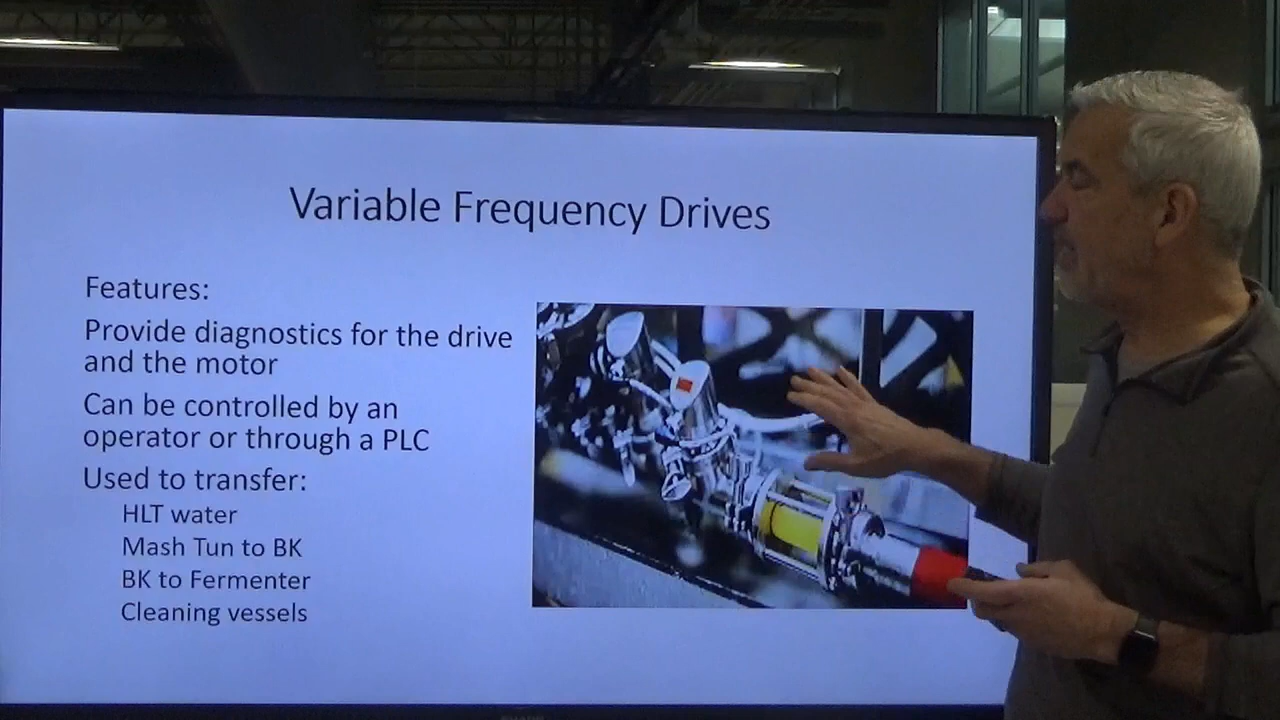 Variable Frequency Drives
Features:
Provide diagnostics for the drive
and the motor
Can be controlled by an
operator or through a PLC
Used to transfer:
HLT water
Mash Tun to BK
BK to Fermenter
Cleaning vessels